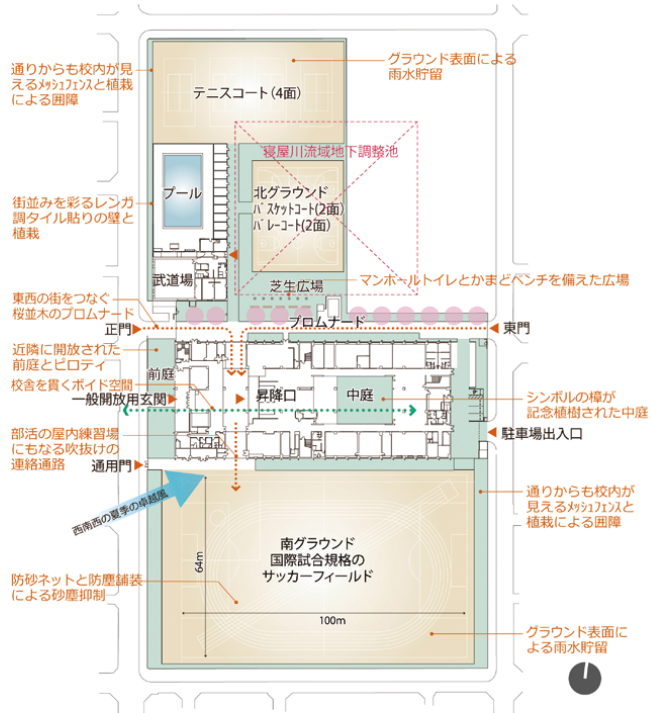 通りからも校内が見
えるメッシュフェンスと植栽
による囲障
グラウンド表面による
雨水貯留
テニスコート（4面）
寝屋川流域地下調整池
プール
北グラウンド
バスケットコート(2面)
バレーコート(2面)
街並みを彩るレンガ
調タイル貼りの壁と
植栽
武道場
芝生広場
マンホールトイレとかまどベンチを備えた広場
東西の街をつなぐ
桜並木のプロムナード
プロムナード
正門
東門
近隣に開放された
前庭とピロティ
前庭
校舎を貫くボイド空間
一般開放用玄関
昇降口
中庭
シンボルの樟が
記念植樹された中庭
部活の屋内練習場
にもなる吹抜けの
連絡通路
駐車場出入口
通用門
西南西の夏季の卓越風
通りからも校内が
見えるメッシュフェンスと
植栽による囲障
南グラウンド
国際試合規格の
サッカーフィールド
64m
防砂ネットと防塵舗装
による砂塵抑制
100m
グラウンド表面に
よる雨水貯留